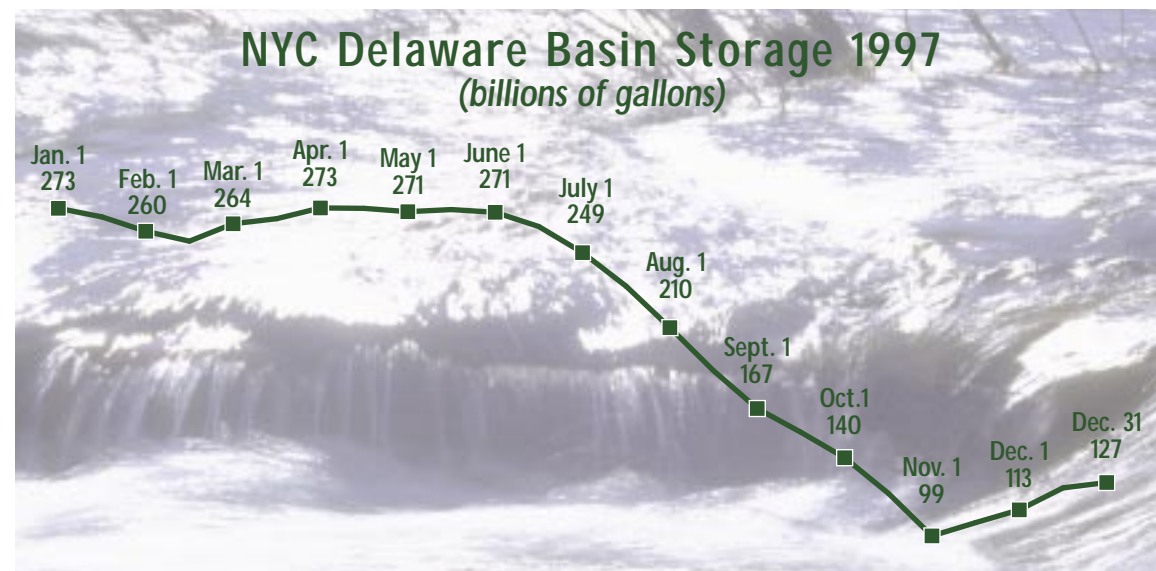 NYC Delaware Basin Storage 1997
(billions of gallons)
Jan. 1
273
Feb. 1
260
Mar. 1
264
Apr. 1
273
May 1
271
June 1
271
July 1
249
Aug. 1
210
Sept. 1
167
Oct.1
140
Nov. 1
99
Dec. 1
113
Dec. 31
127